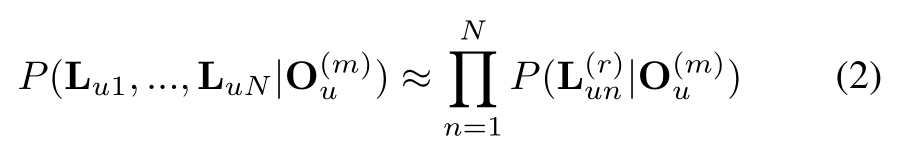 P(𝐋_{u1}, ..., 𝐋_{uN}|𝐎_u^{(m)}) ≈ ∏_{n=1}^{N} P(𝐋_{un}^{(r)}|𝐎_u^{(m)}) (2)